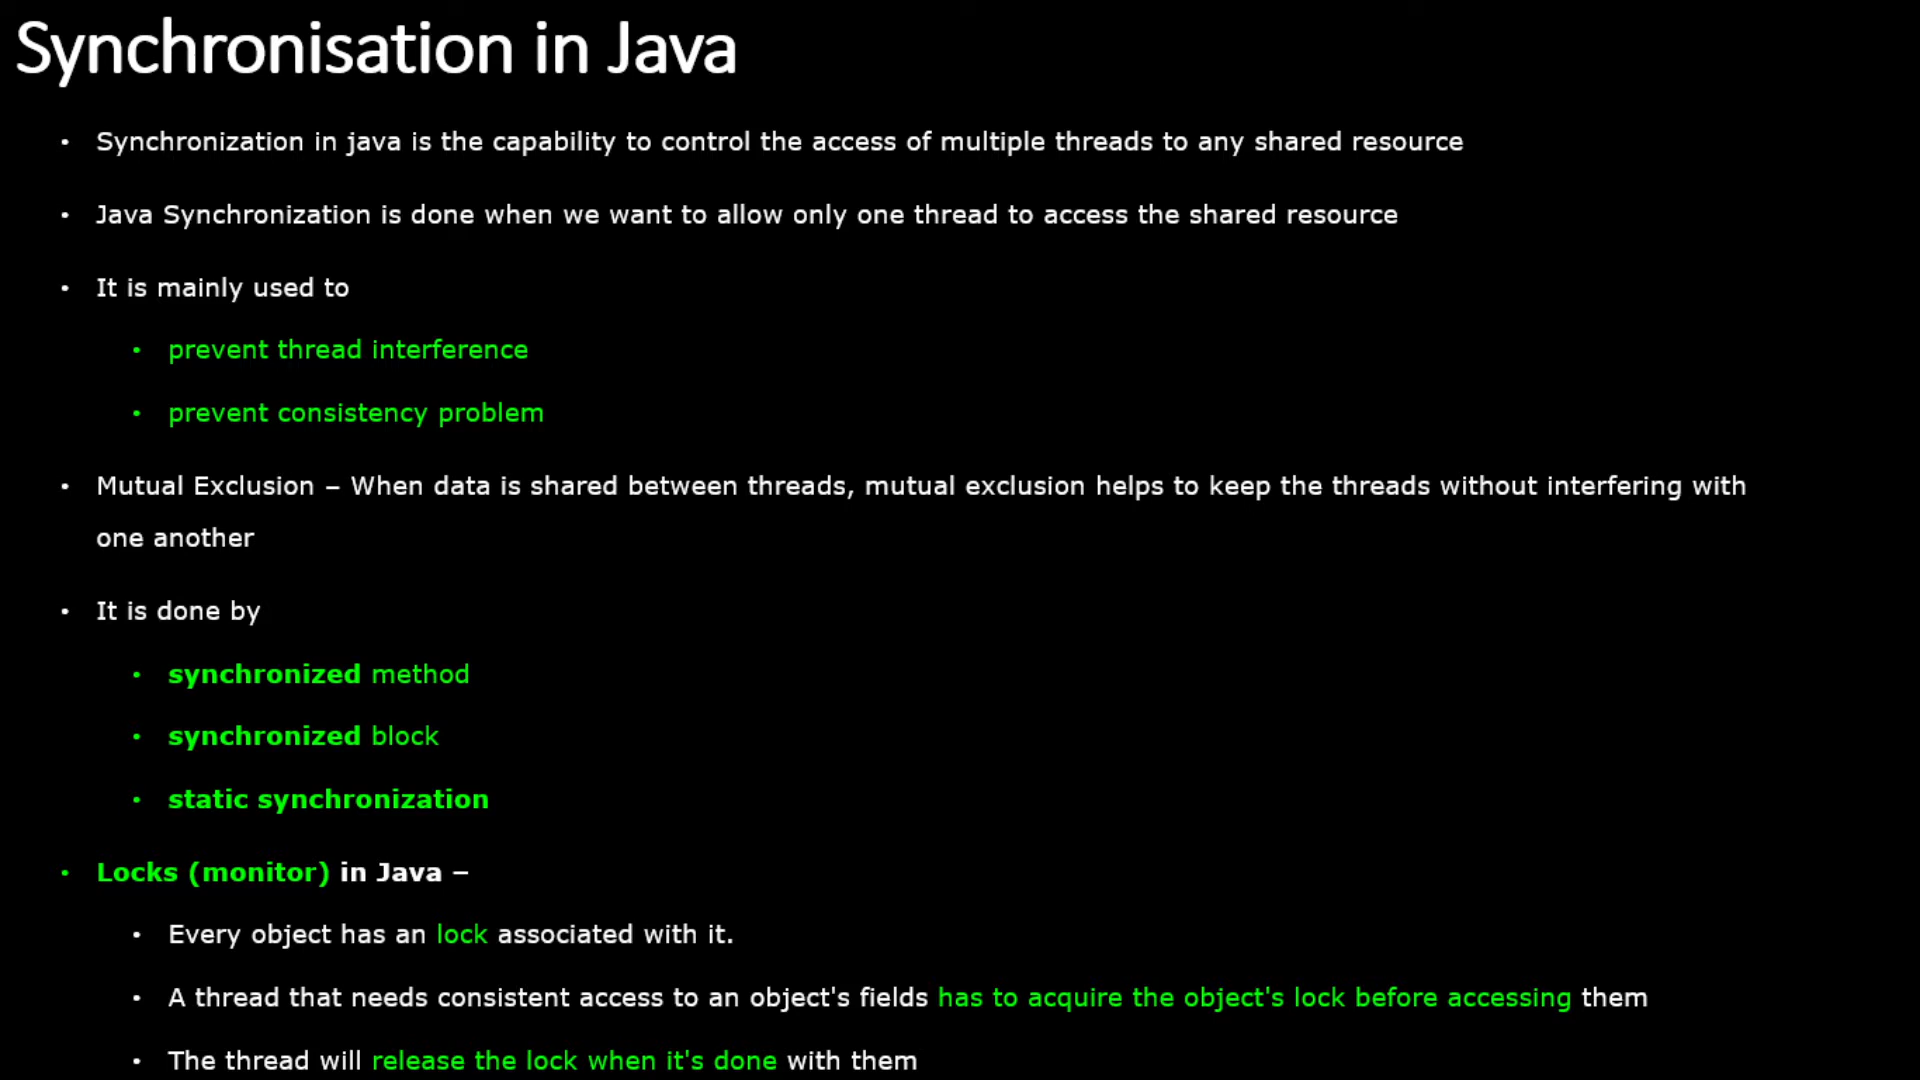 Synchronisation in Java
• Synchronization in java is the capability to control the access of multiple threads to any shared resource
• Java Synchronization is done when we want to allow only one thread to access the shared resource
• It is mainly used to
• prevent thread interference
• prevent consistency problem
• Mutual Exclusion – When data is shared between threads, mutual exclusion helps to keep the threads without interfering with
one another
• It is done by
• synchronized method
• synchronized block
• static synchronization
• Locks (monitor) in Java –
• Every object has an lock associated with it.
• A thread that needs consistent access to an object's fields has to acquire the object's lock before accessing them
• The thread will release the lock when it's done with them